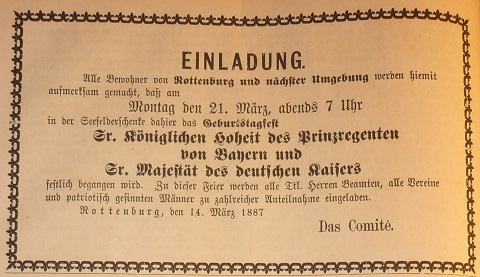 EINLADUNG.
Alle Bewohner von Rottenburg und nächster Umgebung werden hiemit
aufmerksam gemacht, daß am
Montag den 21. März, abends 7 Uhr
in der Seefelderschenke dahier das Geburtstagsfest
Sr. Königlichen Hoheit des Prinzregenten
von Bayern und
Sr. Majestät des deutschen Kaisers
festlich begangen wird. Zu dieser Feier werden alle Ttl. Herren Beamten, alle Vereine
und patriotisch gesinnten Männer zu zahlreicher Anteilnahme eingeladen.
Rottenburg, den 14. März 1887
Das Comité.